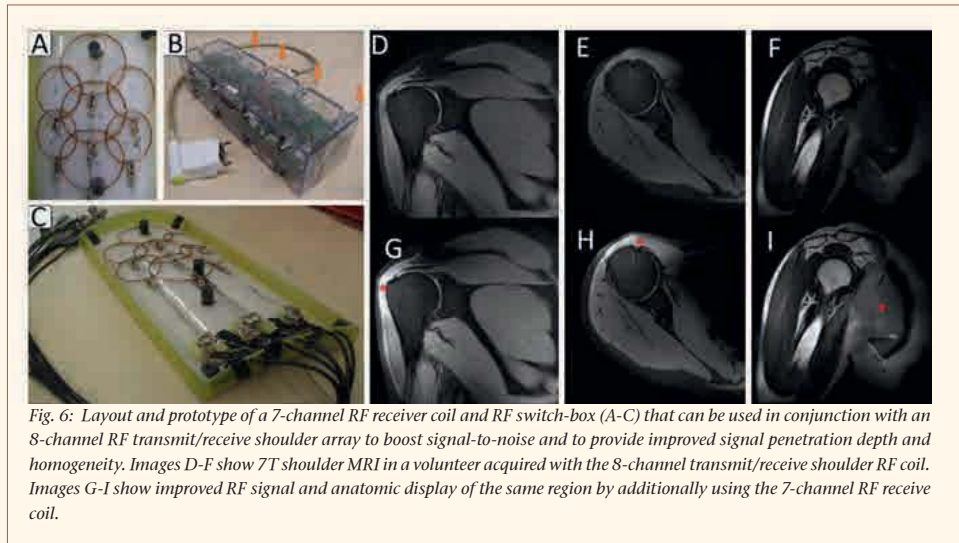 A
B
D
E
F
C
G
H
I
Fig. 6: Layout and prototype of a 7-channel RF receiver coil and RF switch-box (A-C) that can be used in conjunction with an
8-channel RF transmit/receive shoulder array to boost signal-to-noise and to provide improved signal penetration depth and
homogeneity. Images D-F show 7T shoulder MRI in a volunteer acquired with the 8-channel transmit/receive shoulder RF coil.
Images G-I show improved RF signal and anatomic display of the same region by additionally using the 7-channel RF receive
coil.